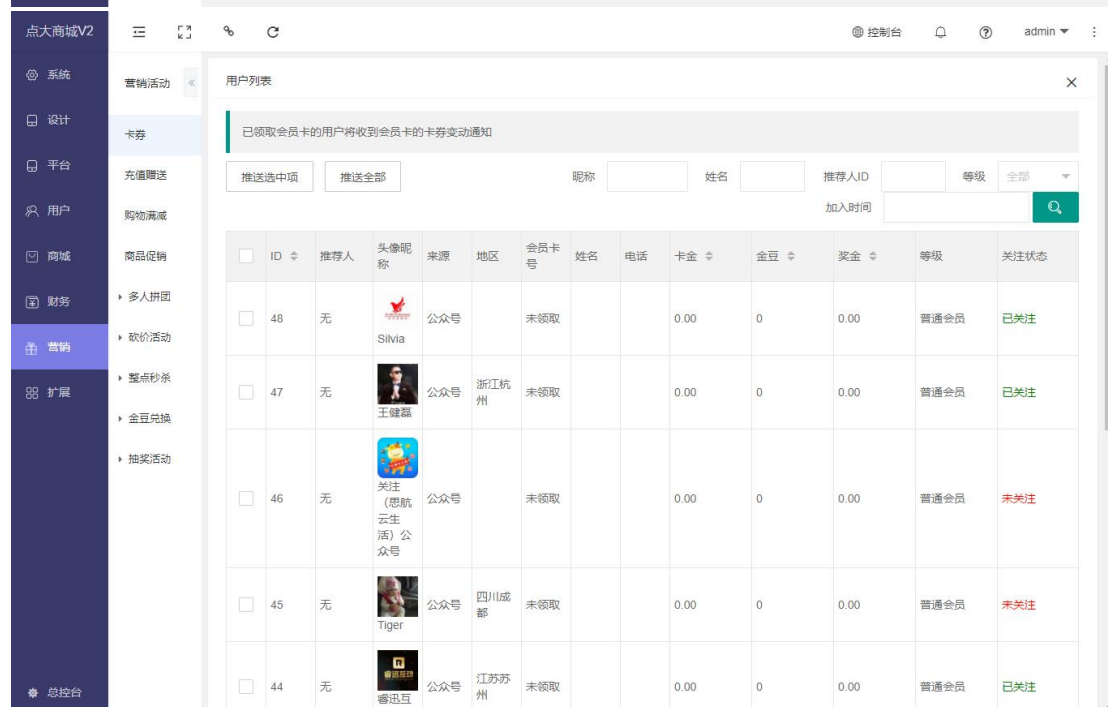 点大商城V2
控制台
admin
系统
设计
平台
用户
商城
财务
营销
扩展
总控台
营销活动
卡券
充值赠送
购物满减
商品促销
多人拼团
砍价活动
整点秒杀
金豆兑换
抽奖活动
用户列表
已领取会员卡的用户将收到会员卡的卡券变动通知
推送选中项 推送全部 昵称 姓名 推荐人ID 等级 全部
加入时间
ID 推荐人 头像昵称 来源 地区 会员卡号 姓名 电话 卡金 金豆 奖金 等级 关注状态
48 无 Silvia 公众号 未领取 0.00 0 0.00 普通会员 已关注
47 无 王健磊 公众号 浙江杭州 未领取 0.00 0 0.00 普通会员 已关注
46 无 关注（思航云生活）公众号 公众号 未领取 0.00 0 0.00 普通会员 未关注
45 无 Tiger 公众号 四川成都 未领取 0.00 0 0.00 普通会员 未关注
44 无 睿迅互 公众号 江苏苏州 未领取 0.00 0 0.00 普通会员 已关注